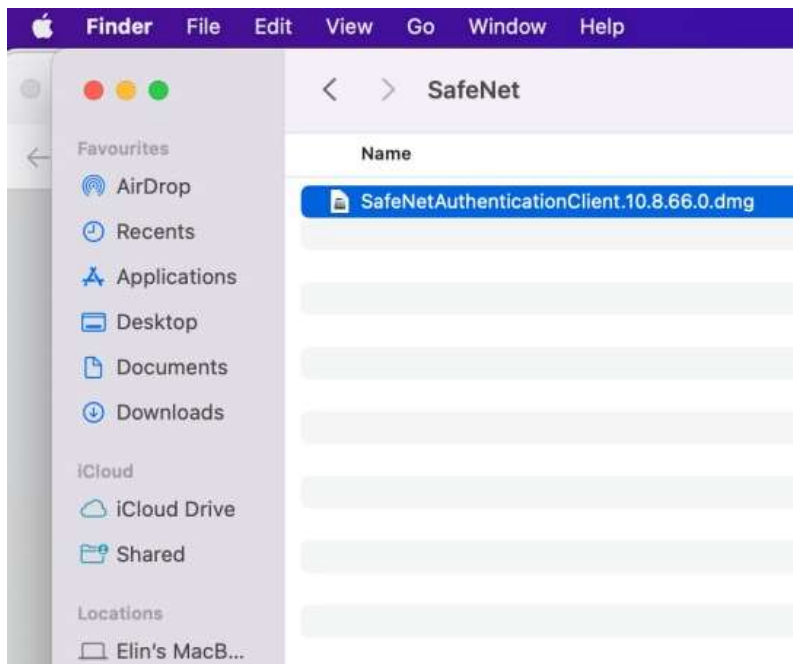 Finder File Edit View Go Window Help
SafeNet
Favourites
AirDrop
Recents
Applications
Desktop
Documents
Downloads
iCloud
iCloud Drive
Shared
Locations
Elin's MacB...
Name
SafeNetAuthenticationClient.10.8.66.0.dmg